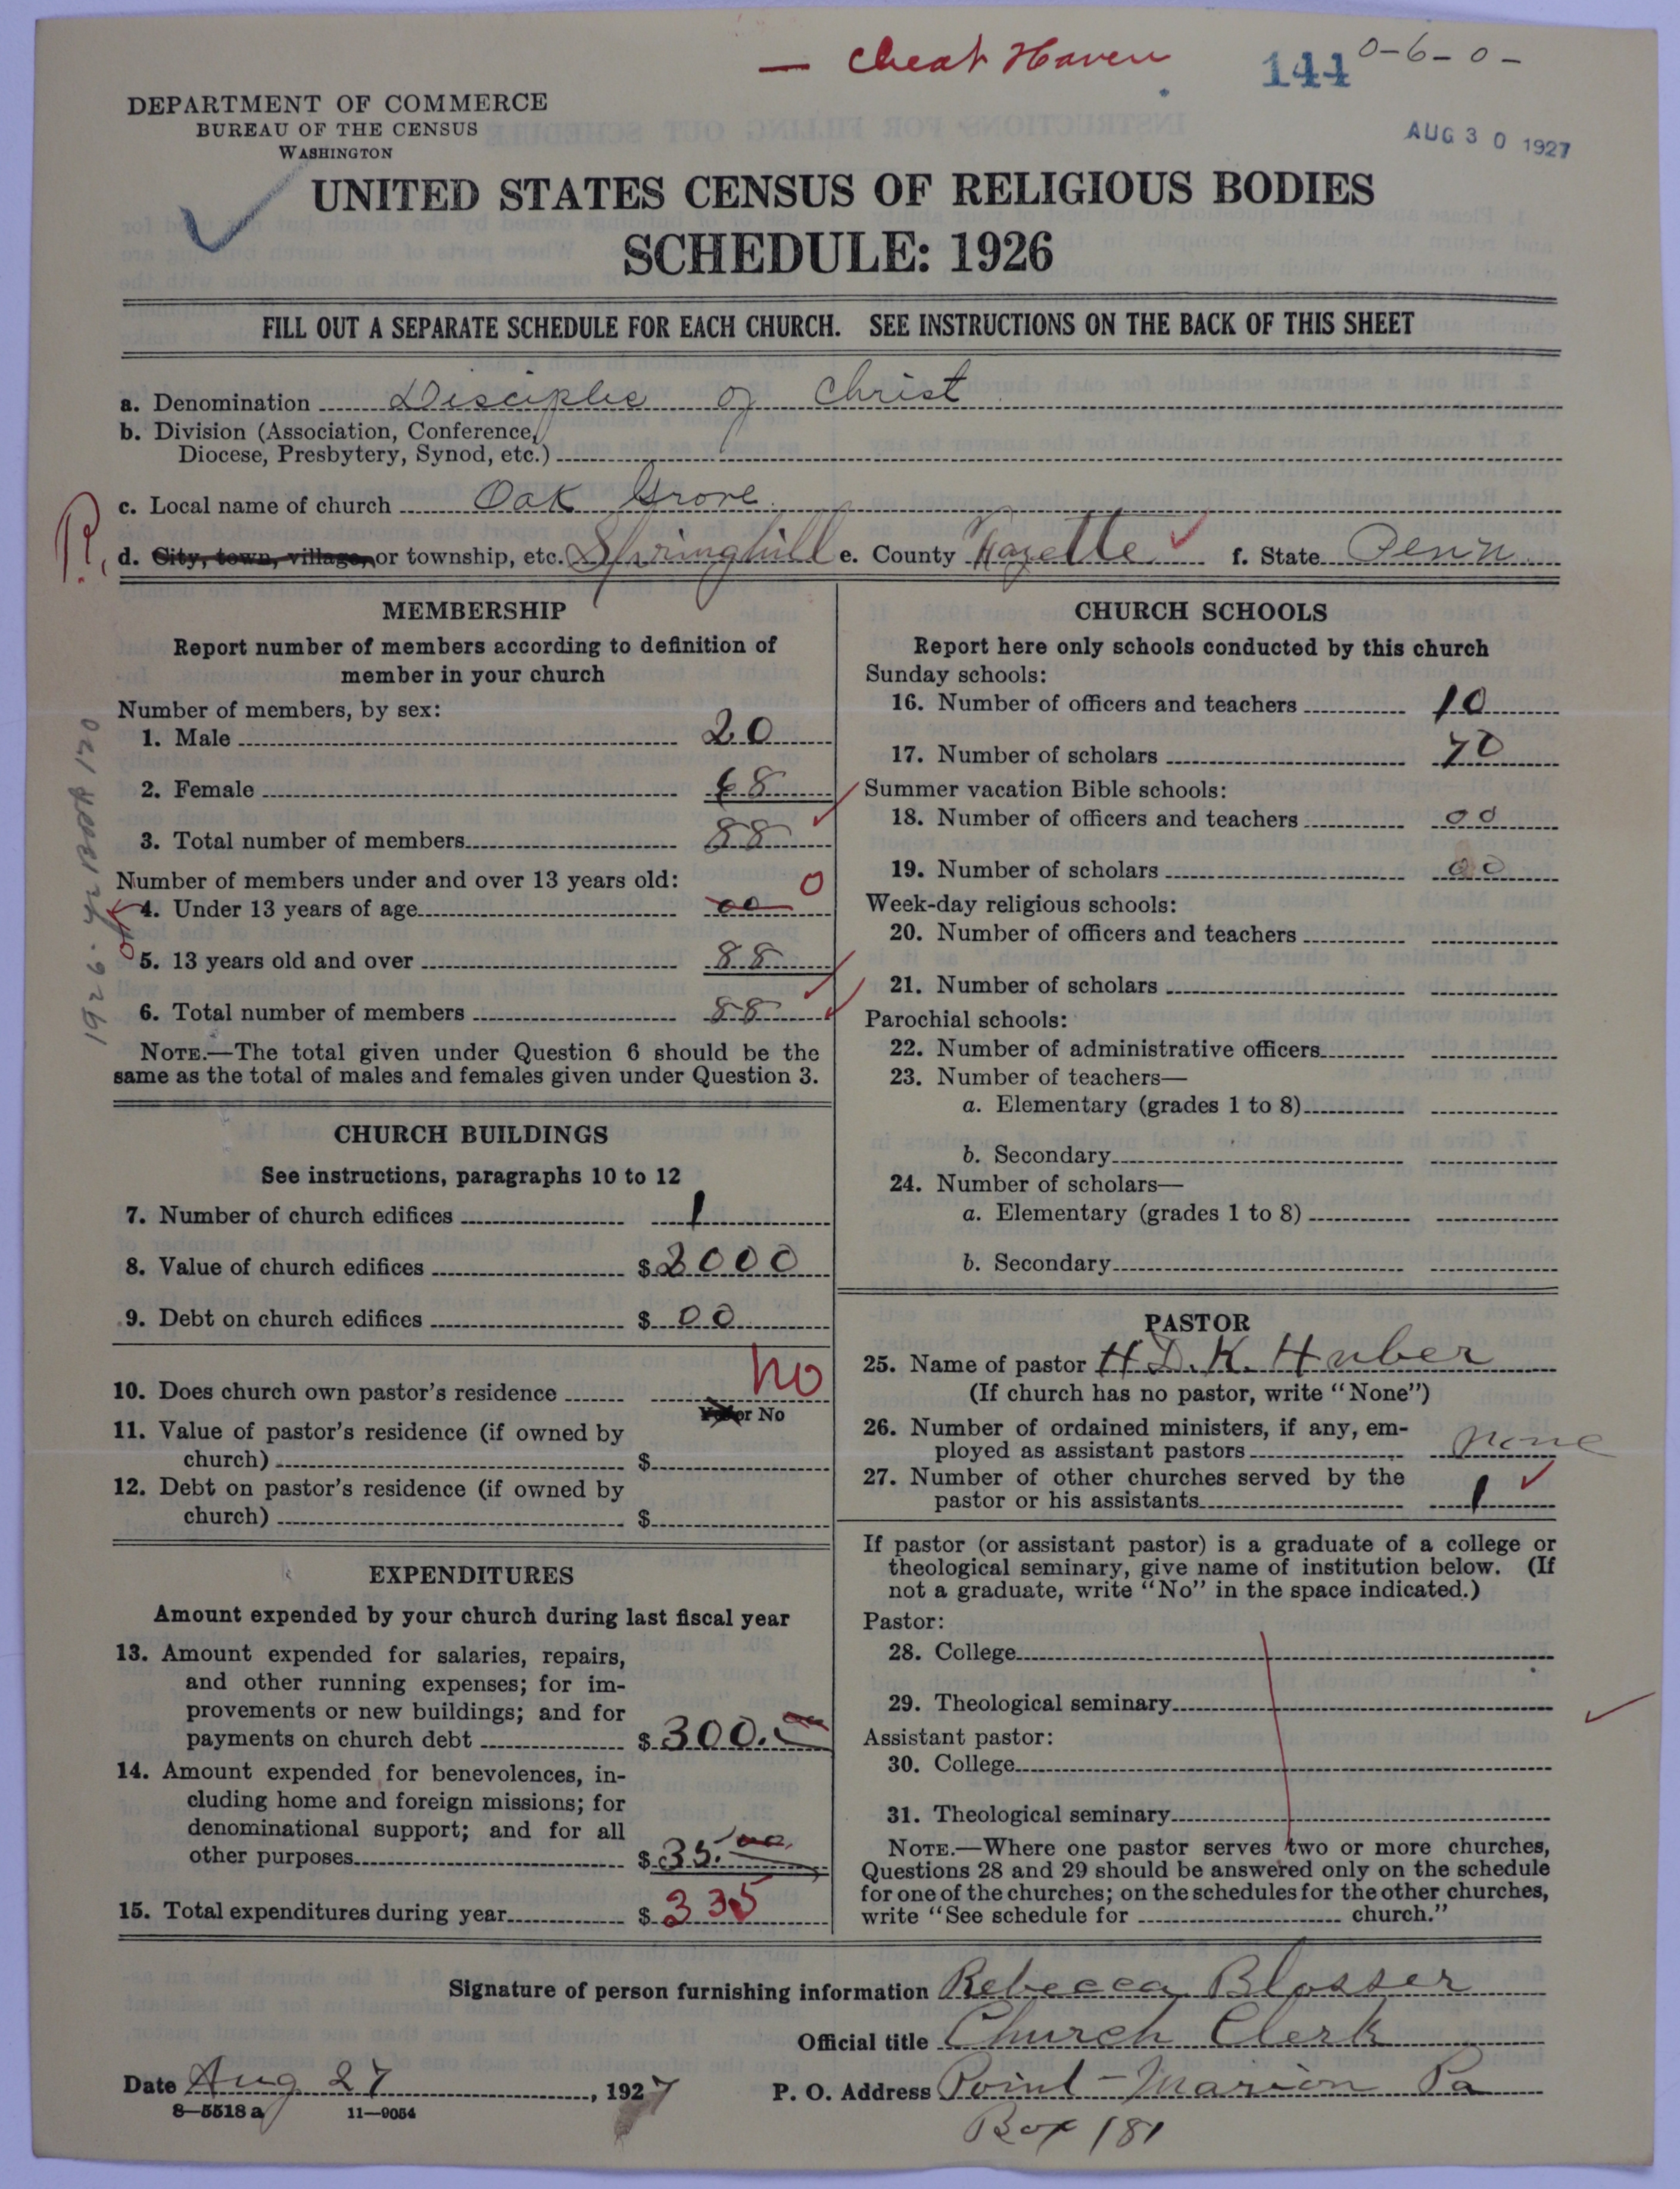 — Cheat Haven 144 0-6-0-
DEPARTMENT OF COMMERCE
BUREAU OF THE CENSUS
WASHINGTON
AUG 30 1927
UNITED STATES CENSUS OF RELIGIOUS BODIES
SCHEDULE: 1926
FILL OUT A SEPARATE SCHEDULE FOR EACH CHURCH. SEE INSTRUCTIONS ON THE BACK OF THIS SHEET
a. Denomination Disciples of Christ
b. Division (Association, Conference,
Diocese, Presbytery, Synod, etc.)
c. Local name of church Oak Grove
R. d. City, town, village, or township, etc. Springhill e. County Fayette f. State Penn
MEMBERSHIP
Report number of members according to definition of
member in your church
Number of members, by sex:
1. Male 20
2. Female 68
3. Total number of members 88
Number of members under and over 13 years old:
4. Under 13 years of age 00 0
5. 13 years old and over 88
6. Total number of members 88
NOTE.—The total given under Question 6 should be the
same as the total of males and females given under Question 3.
CHURCH BUILDINGS
See instructions, paragraphs 10 to 12
7. Number of church edifices 1
8. Value of church edifices $2000
9. Debt on church edifices $00
10. Does church own pastor's residence no
Yes or No
11. Value of pastor's residence (if owned by
church) $
12. Debt on pastor's residence (if owned by
church) $
EXPENDITURES
Amount expended by your church during last fiscal year
13. Amount expended for salaries, repairs,
and other running expenses; for im-
provements or new buildings; and for
payments on church debt $300.00
14. Amount expended for benevolences, in-
cluding home and foreign missions; for
denominational support; and for all
other purposes $35.00
15. Total expenditures during year $335
CHURCH SCHOOLS
Report here only schools conducted by this church
Sunday schools:
16. Number of officers and teachers 10
17. Number of scholars 70
Summer vacation Bible schools:
18. Number of officers and teachers 00
19. Number of scholars 00
Week-day religious schools:
20. Number of officers and teachers
21. Number of scholars
Parochial schools:
22. Number of administrative officers
23. Number of teachers—
a. Elementary (grades 1 to 8)
b. Secondary
24. Number of scholars—
a. Elementary (grades 1 to 8)
b. Secondary
PASTOR
25. Name of pastor H.D.K. Huber
(If church has no pastor, write "None")
26. Number of ordained ministers, if any, em-
ployed as assistant pastors none
27. Number of other churches served by the
pastor or his assistants 1
If pastor (or assistant pastor) is a graduate of a college or
theological seminary, give name of institution below. (If
not a graduate, write "No" in the space indicated.)
Pastor:
28. College
29. Theological seminary
Assistant pastor:
30. College
31. Theological seminary
NOTE.—Where one pastor serves two or more churches,
Questions 28 and 29 should be answered only on the schedule
for one of the churches; on the schedules for the other churches,
write "See schedule for church."
Signature of person furnishing information Rebecca Blosser
Official title Church Clerk
Date Aug 27, 1927 P. O. Address Point-Marion Pa
8—5518 a 11—9054 Box 181